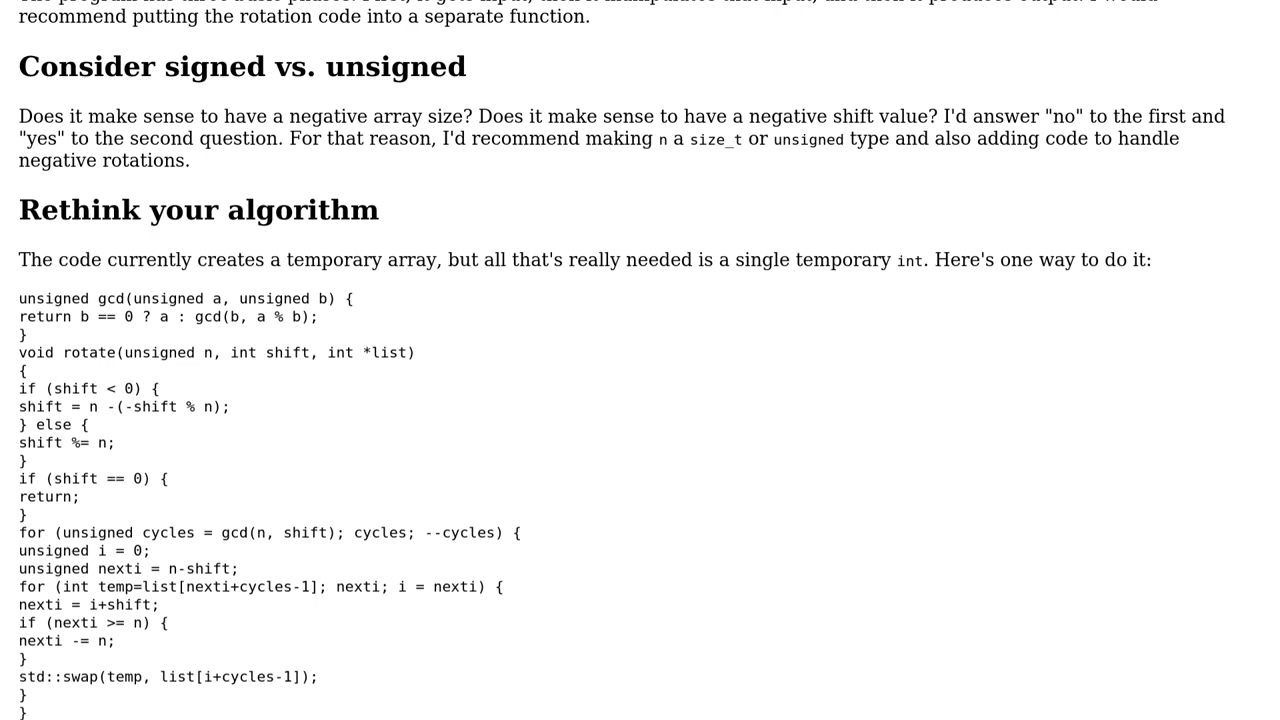 recommend putting the rotation code into a separate function.
Consider signed vs. unsigned
Does it make sense to have a negative array size? Does it make sense to have a negative shift value? I'd answer "no" to the first and
"yes" to the second question. For that reason, I'd recommend making n a size_t or unsigned type and also adding code to handle
negative rotations.
Rethink your algorithm
The code currently creates a temporary array, but all that's really needed is a single temporary int. Here's one way to do it:
unsigned gcd(unsigned a, unsigned b) {
return b == 0 ? a : gcd(b, a % b);
}
void rotate(unsigned n, int shift, int *list)
{
if (shift < 0) {
shift = n -(-shift % n);
} else {
shift %= n;
}
if (shift == 0) {
return;
}
for (unsigned cycles = gcd(n, shift); cycles; --cycles) {
unsigned i = 0;
unsigned nexti = n-shift;
for (int temp=list[nexti+cycles-1]; nexti; i = nexti) {
nexti = i+shift;
if (nexti >= n) {
nexti -= n;
}
std::swap(temp, list[i+cycles-1]);
}
}